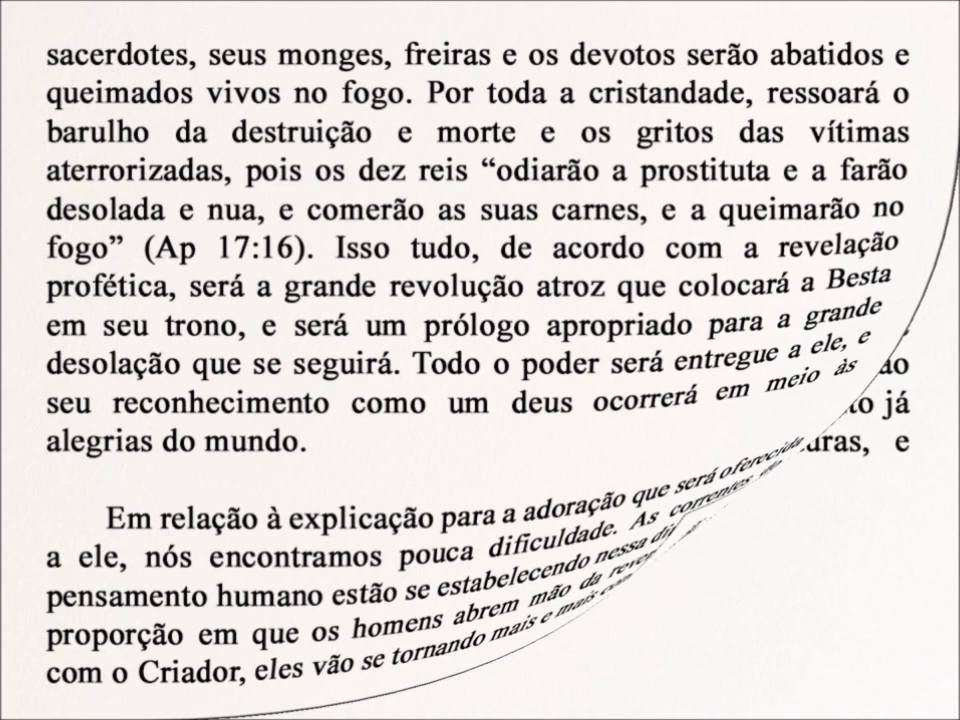 sacerdotes, seus monges, freiras e os devotos serão abatidos e
queimados vivos no fogo. Por toda a cristandade, ressoará o
barulho da destruição e morte e os gritos das vítimas
aterrorizadas, pois os dez reis “odiarão a prostituta e a farão
desolada e nua, e comerão as suas carnes, e a queimarão no
fogo” (Ap 17:16). Isso tudo, de acordo com a revelação
profética, será a grande revolução atroz que colocará a Besta
em seu trono, e será um prólogo apropriado para a grande
desolação que se seguirá. Todo o poder será entregue a ele, e
seu reconhecimento como um deus ocorrerá em meio às já
alegrias do mundo. e
Em relação à explicação para a adoração que será oferecida
a ele, nós encontramos pouca dificuldade. As correntes
pensamento humano estão se estabelecendo nessa
proporção em que os homens abrem mão da
com o Criador, eles vão se tornando mais e mais